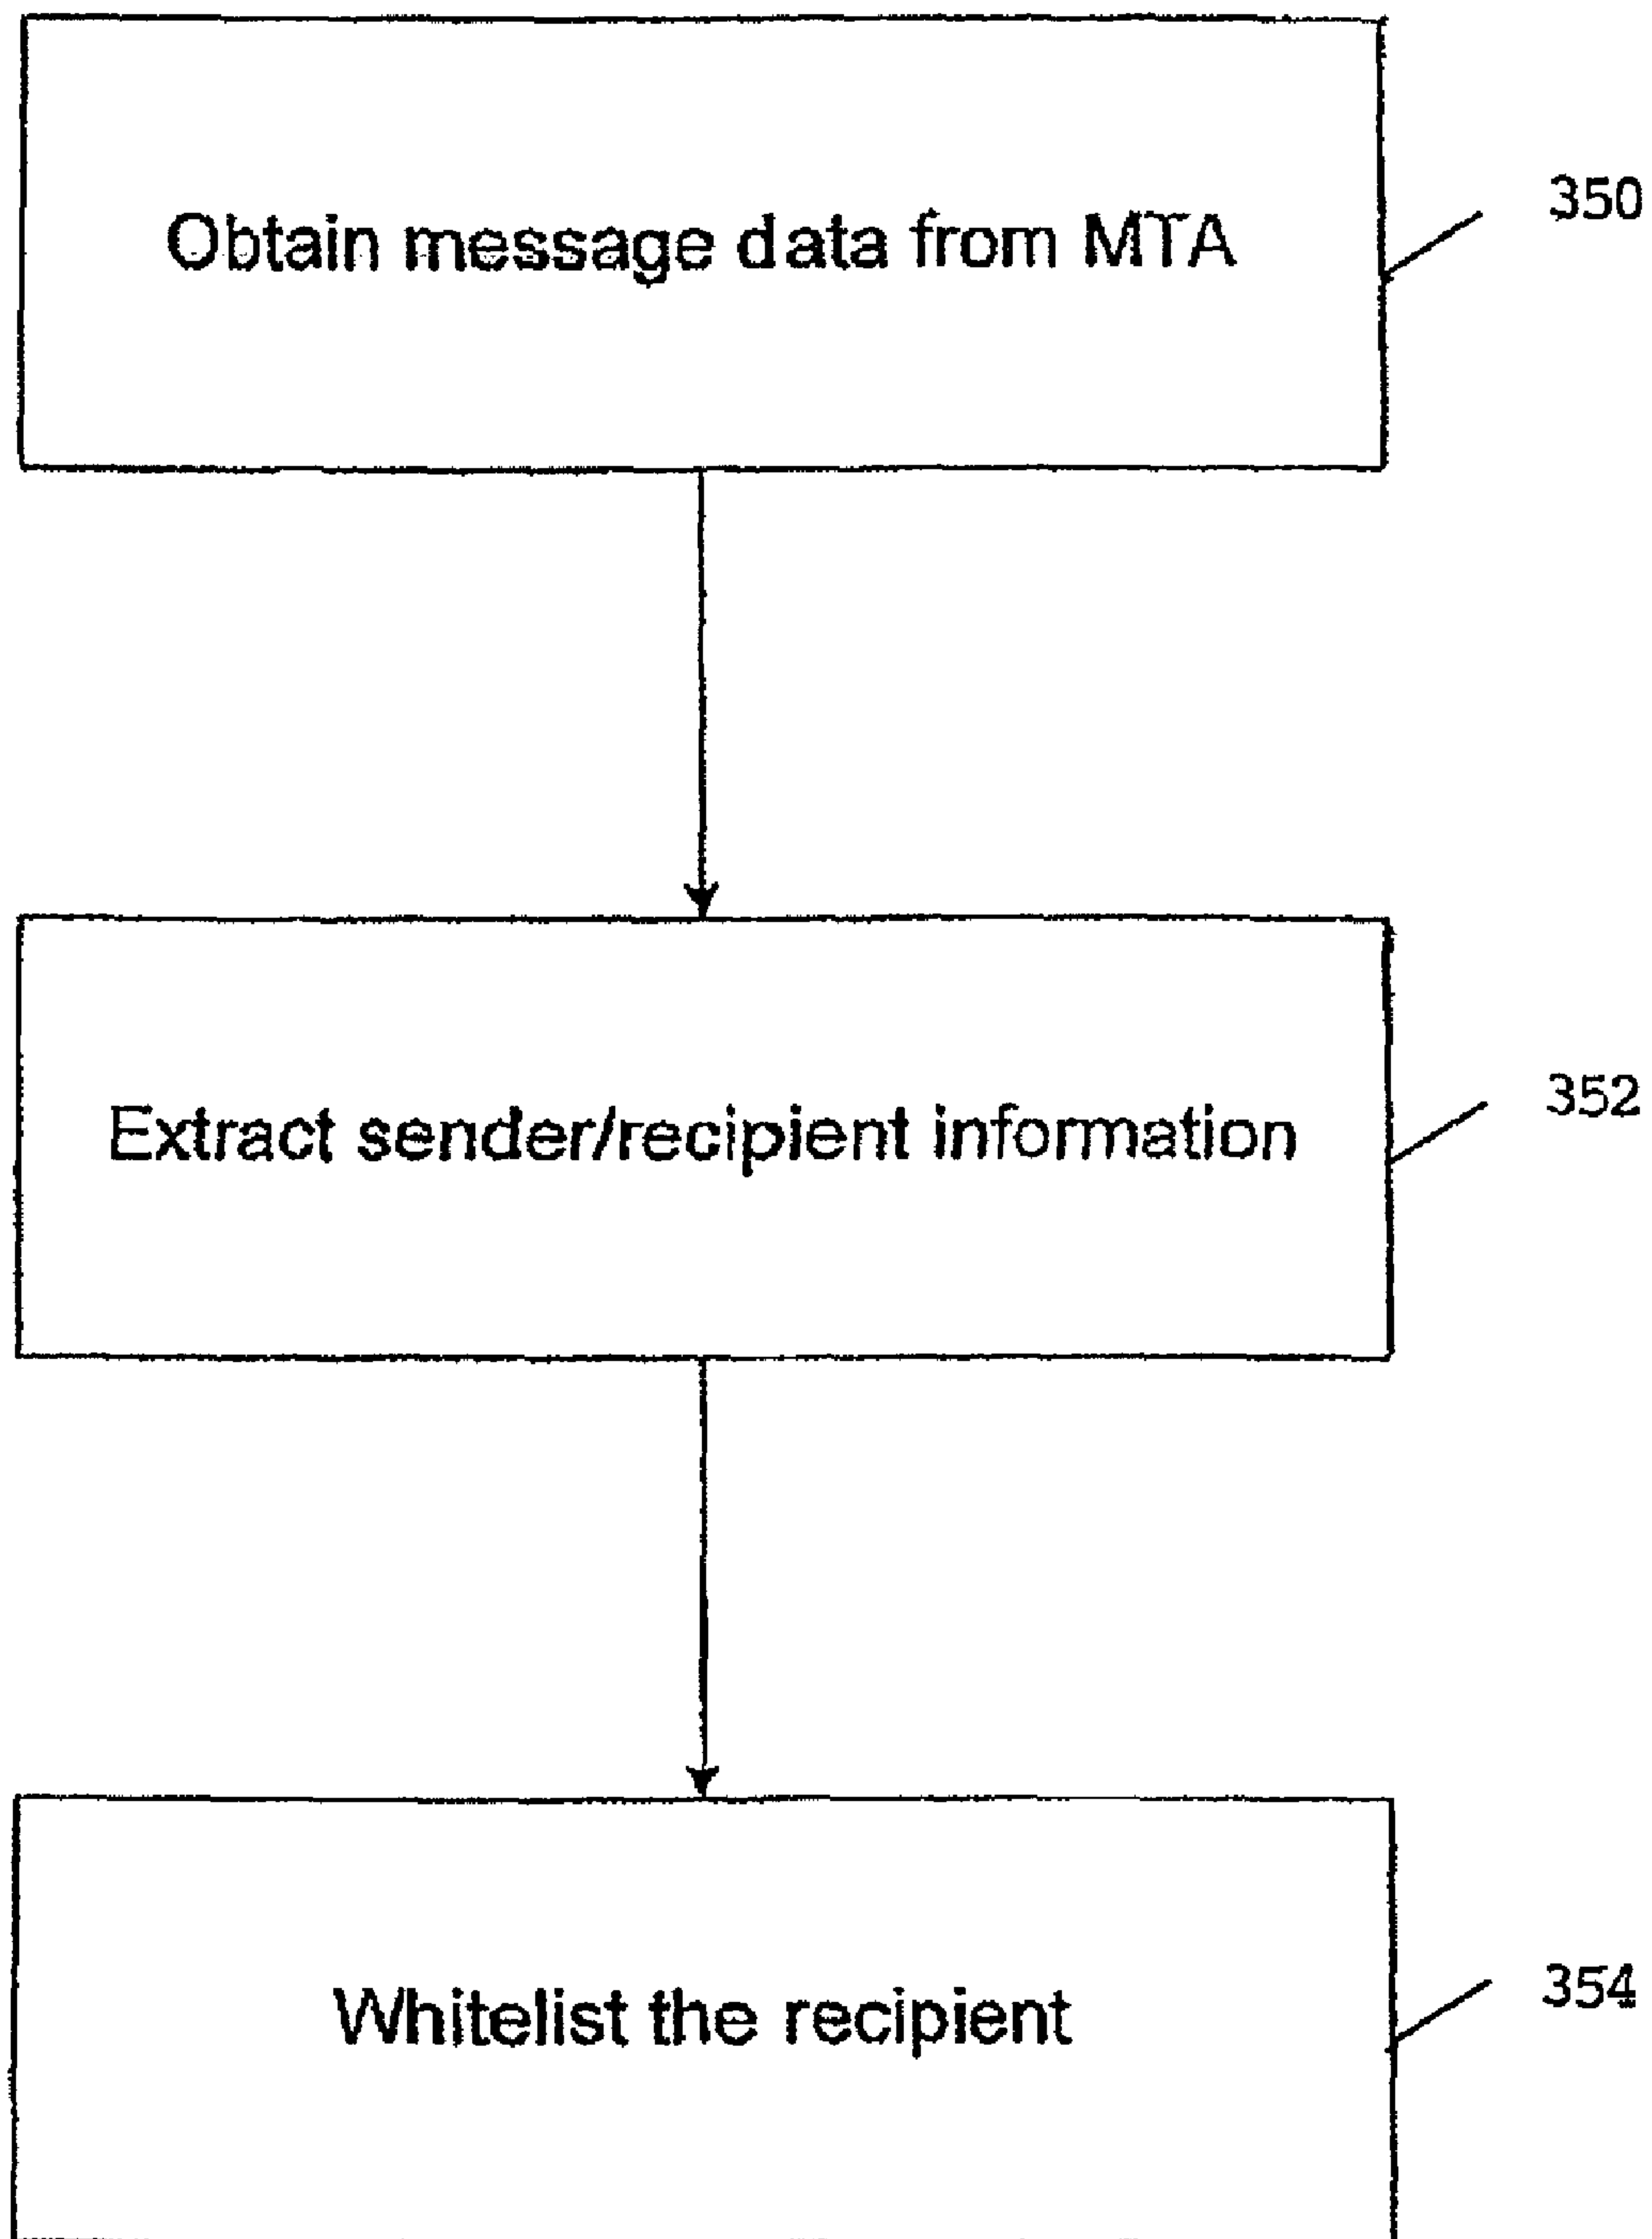 Obtain message data from MTA
350
Extract sender/recipient information
352
Whitelist the recipient
354